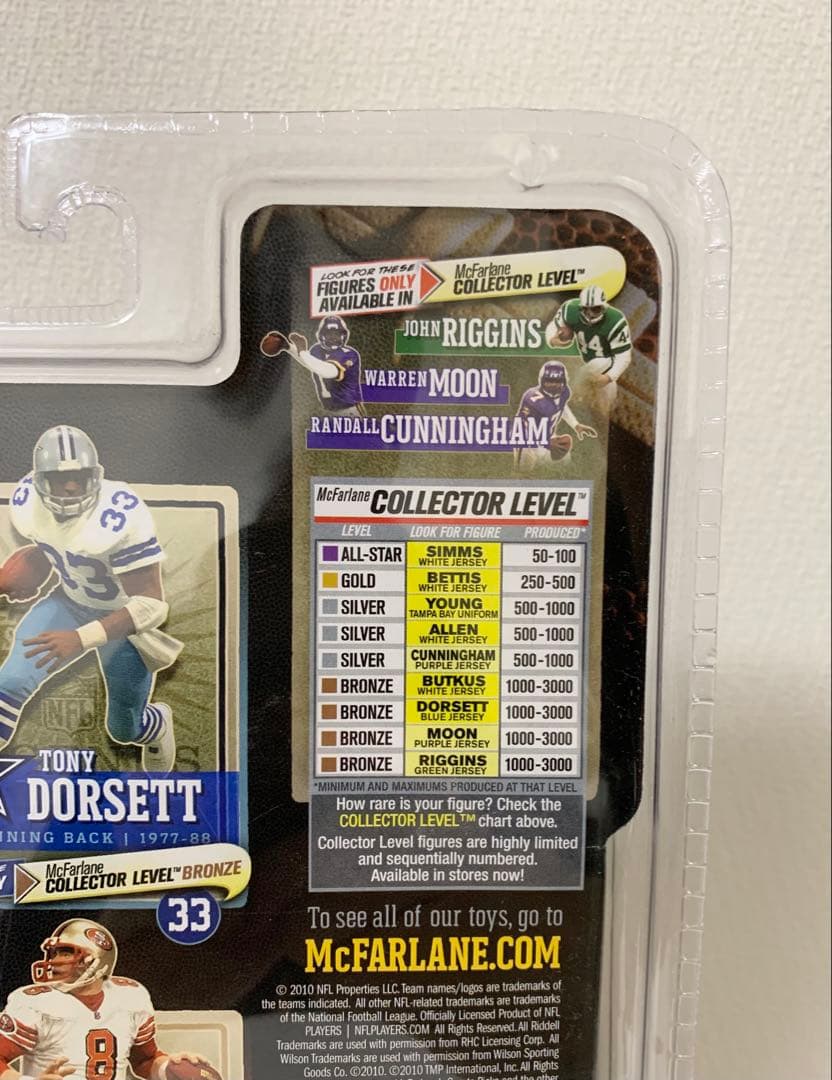 LOOK FOR THESE
FIGURES ONLY
AVAILABLE IN
McFarlane
COLLECTOR LEVEL™
JOHN RIGGINS
44
WARREN MOON
1
RANDALL CUNNINGHAM
7
McFarlane COLLECTOR LEVEL™
LEVEL LOOK FOR FIGURE PRODUCED*
ALL-STAR SIMMS WHITE JERSEY 50-100
GOLD BETTIS WHITE JERSEY 250-500
SILVER YOUNG TAMPA BAY UNIFORM 500-1000
SILVER ALLEN WHITE JERSEY 500-1000
SILVER CUNNINGHAM PURPLE JERSEY 500-1000
BRONZE BUTKUS WHITE JERSEY 1000-3000
BRONZE DORSETT BLUE JERSEY 1000-3000
BRONZE MOON PURPLE JERSEY 1000-3000
BRONZE RIGGINS GREEN JERSEY 1000-3000
*MINIMUM AND MAXIMUMS PRODUCED AT THAT LEVEL
How rare is your figure? Check the
COLLECTOR LEVEL™ chart above.
Collector Level figures are highly limited
and sequentially numbered.
Available in stores now!
33
33
33
NFL
TONY
DORSETT
NNING BACK | 1977-88
McFarlane
COLLECTOR LEVEL™ BRONZE
33
8
To see all of our toys, go to
McFARLANE.COM
© 2010 NFL Properties LLC. Team names/logos are trademarks of
the teams indicated. All other NFL-related trademarks are trademarks
of the National Football League. Officially Licensed Product of NFL
PLAYERS | NFLPLAYERS.COM All Rights Reserved. All Riddell
Trademarks are used with permission from RHC Licensing Corp. All
Wilson Trademarks are used with permission from Wilson Sporting
Goods Co. ©2010. ©2010 TMP International, Inc. All Rights